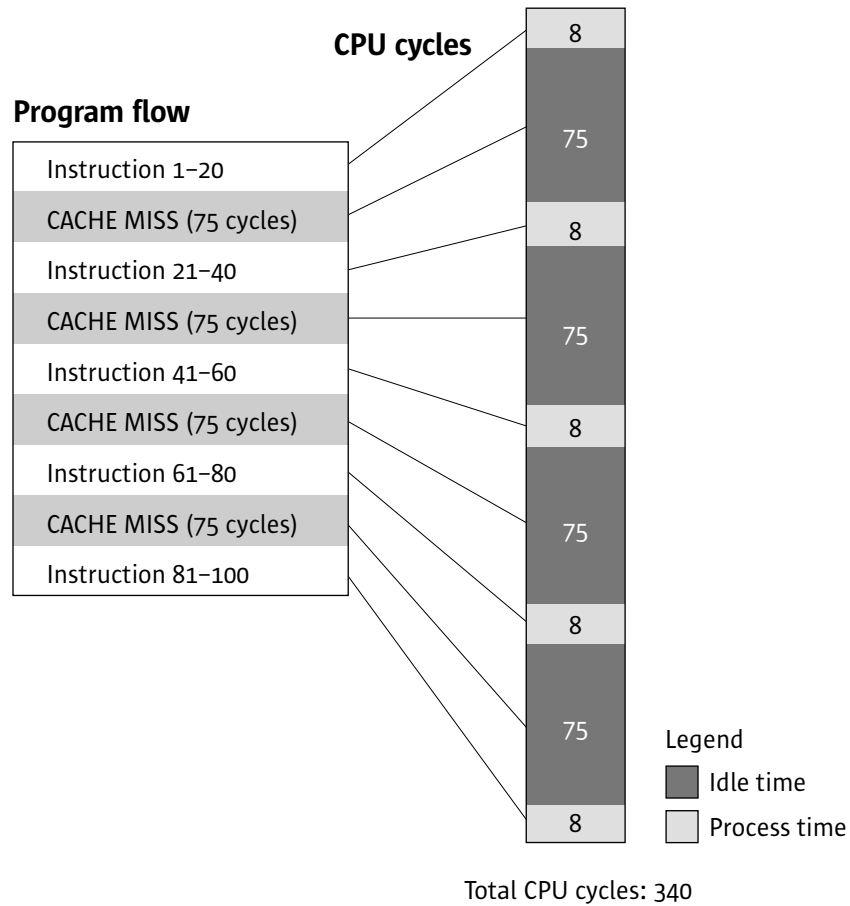 CPU cycles
Program flow
Instruction 1–20
CACHE MISS (75 cycles)
Instruction 21–40
CACHE MISS (75 cycles)
Instruction 41–60
CACHE MISS (75 cycles)
Instruction 61–80
CACHE MISS (75 cycles)
Instruction 81–100
8
75
8
75
8
75
8
75
8
Legend
Idle time
Process time
Total CPU cycles: 340